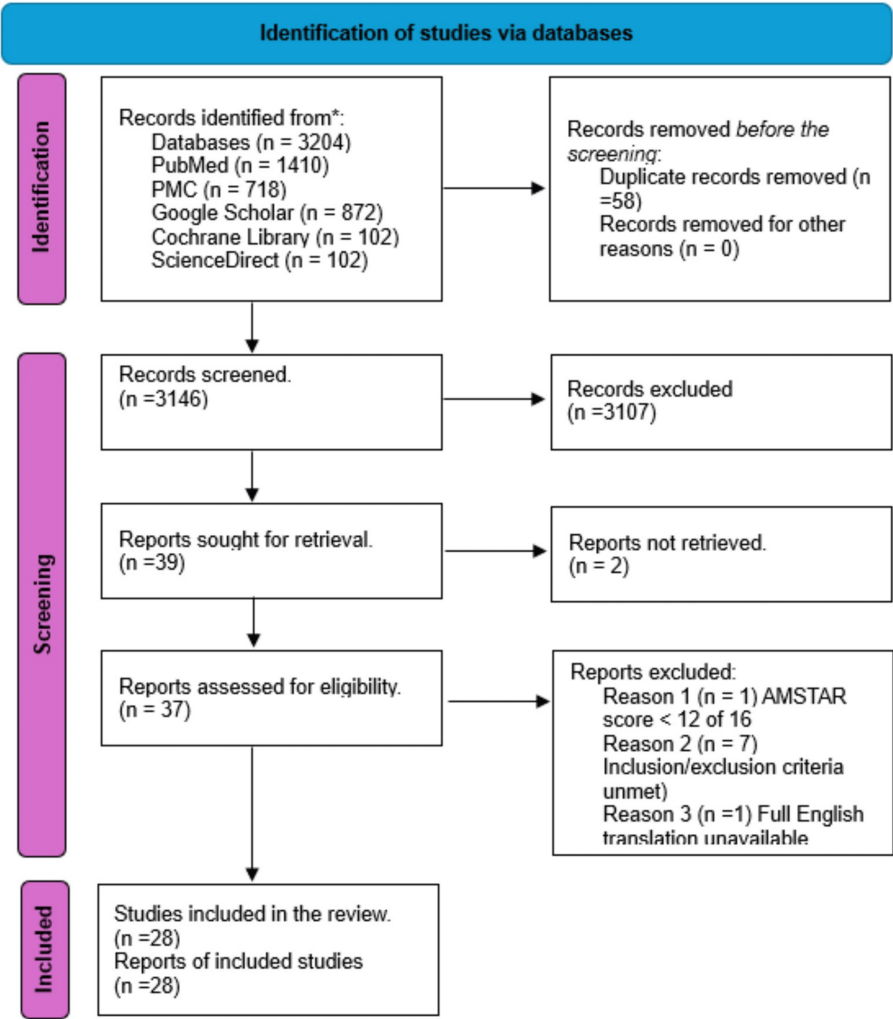 Identification of studies via databases
Identification
Records identified from*:
Databases (n = 3204)
PubMed (n = 1410)
PMC (n = 718)
Google Scholar (n = 872)
Cochrane Library (n = 102)
ScienceDirect (n = 102)
Records removed before the
screening:
Duplicate records removed (n
=58)
Records removed for other
reasons (n = 0)
Screening
Records screened.
(n =3146)
Records excluded
(n =3107)
Reports sought for retrieval.
(n =39)
Reports not retrieved.
(n = 2)
Reports assessed for eligibility.
(n = 37)
Reports excluded:
Reason 1 (n = 1) AMSTAR
score < 12 of 16
Reason 2 (n = 7)
Inclusion/exclusion criteria
unmet)
Reason 3 (n =1) Full English
translation unavailable
Included
Studies included in the review.
(n =28)
Reports of included studies
(n =28)